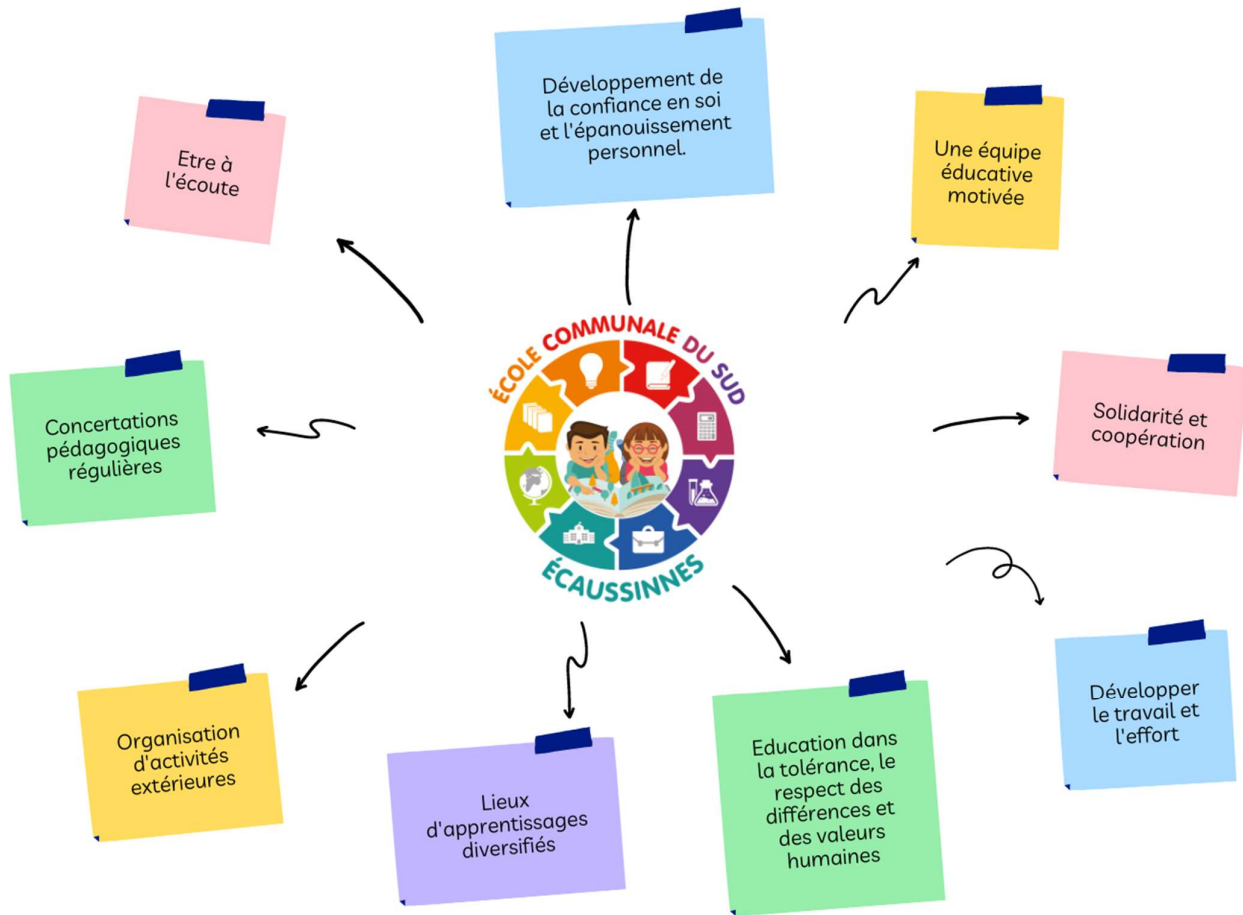 Développement de
la confiance en soi
et l'épanouissement
personnel.
Etre à
l'écoute
Une équipe
éducative
motivée
ÉCOLE COMMUNALE DU SUD
ÉCAUSSINNES
Concertations
pédagogiques
régulières
Solidarité et
coopération
Organisation
d'activités
extérieures
Lieux
d'apprentissages
diversifiés
Education dans
la tolérance, le
respect des
différences et
des valeurs
humaines
Développer
le travail et
l'effort